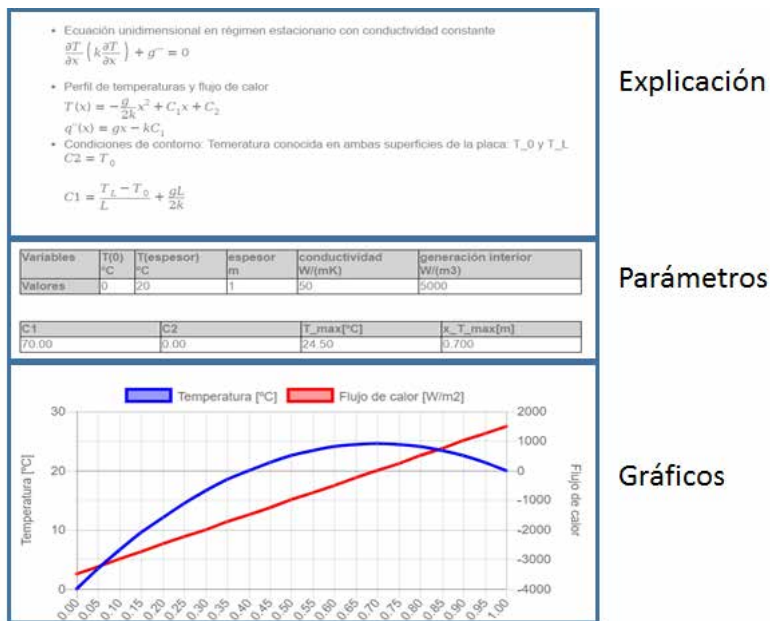 • Ecuación unidimensional en régimen estacionario con conductividad constante
∂T/∂x (k ∂T/∂x) + g''' = 0
• Perfil de temperaturas y flujo de calor
T(x) = −g/2k x² + C₁x + C₂
q''(x) = gx − kC₁
• Condiciones de contorno: Temeratura conocida en ambas superficies de la placa: T_0 y T_L
C2 = T₀
C1 = (T_L − T₀)/L + gL/2k
Explicación
Variables T(0) ºC T(espesor) ºC espesor m conductividad W/(mK) generación interior W/(m3)
Valores 0 20 1 50 5000
C1 C2 T_max[ºC] x_T_max[m]
70.00 0.00 24.50 0.700
Parámetros
Temperatura [ºC] Flujo de calor [W/m2]
30 2000
1000
20 0
-1000
10 -2000
-3000
0 -4000
Temperatura [ºC]
Flujo de calor
0.00 0.05 0.10 0.15 0.20 0.25 0.30 0.35 0.40 0.45 0.50 0.55 0.60 0.65 0.70 0.75 0.80 0.85 0.90 0.95 1.00
Gráficos